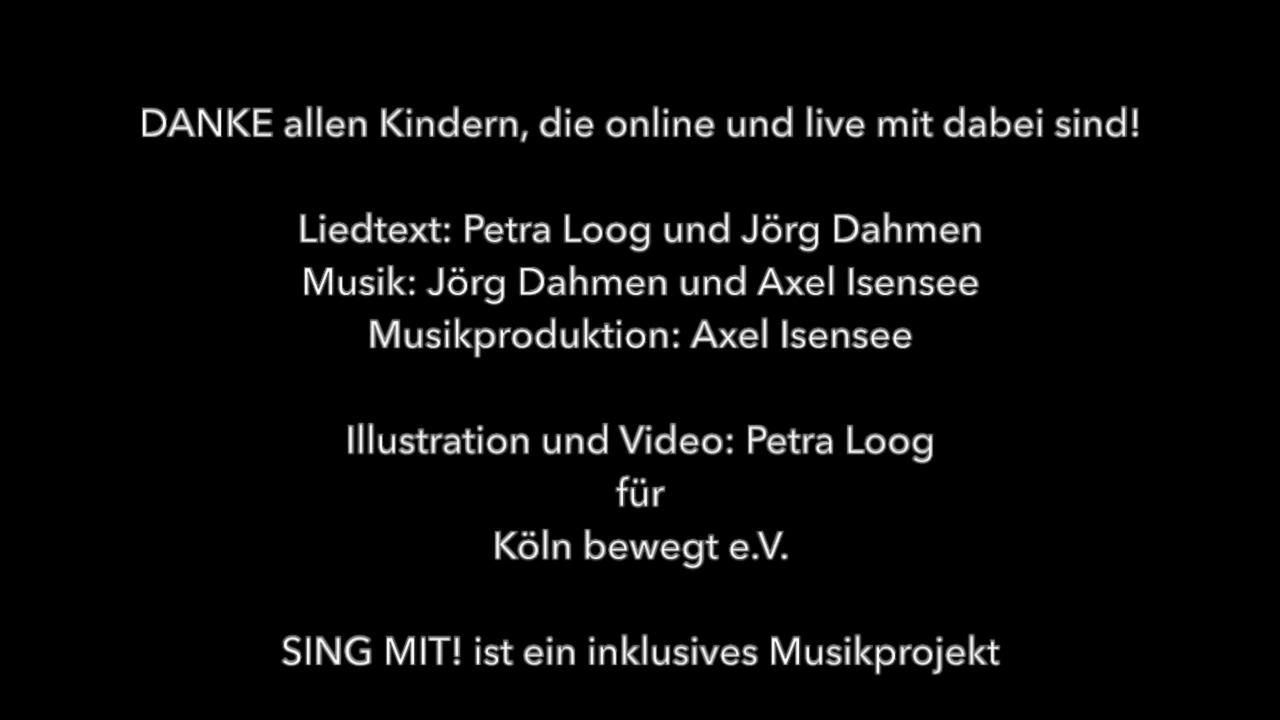 DANKE allen Kindern, die online und live mit dabei sind!
Liedtext: Petra Loog und Jörg Dahmen
Musik: Jörg Dahmen und Axel Isensee
Musikproduktion: Axel Isensee
Illustration und Video: Petra Loog
für
Köln bewegt e.V.
SING MIT! ist ein inklusives Musikprojekt